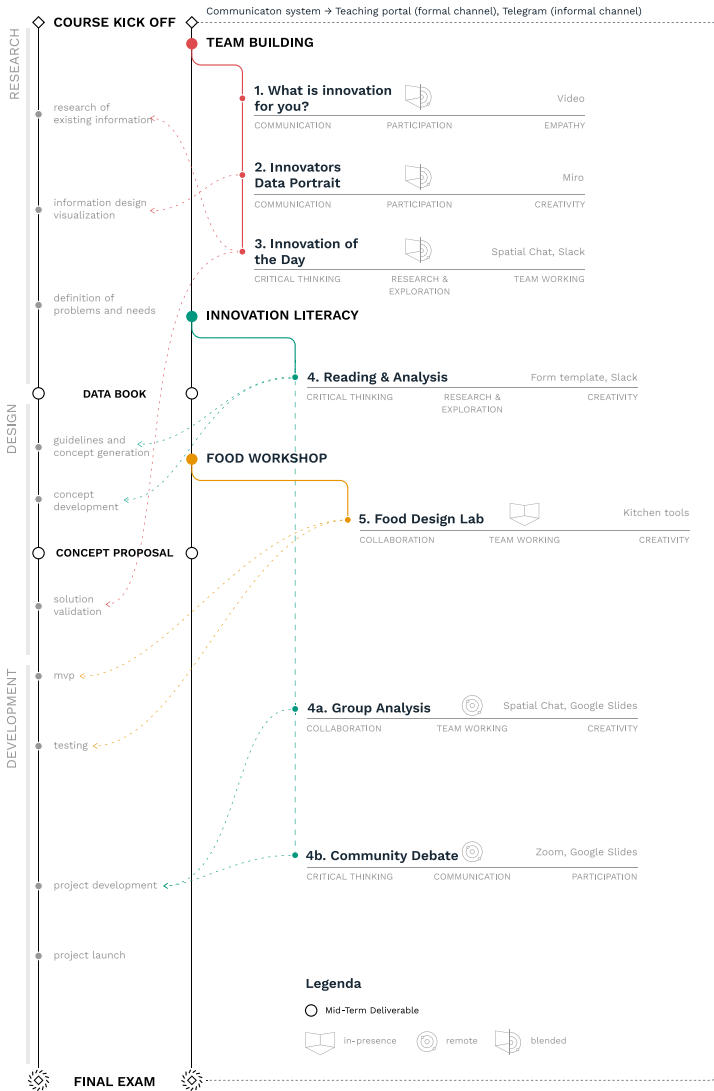 Communicaton system → Teaching portal (formal channel), Telegram (informal channel)
COURSE KICK OFF
RESEARCH
TEAM BUILDING
1. What is innovation
for you?
Video
COMMUNICATION PARTICIPATION EMPATHY
research of
existing information
2. Innovators
Data Portrait
Miro
COMMUNICATION PARTICIPATION CREATIVITY
information design
visualization
3. Innovation of
the Day
Spatial Chat, Slack
CRITICAL THINKING RESEARCH & TEAM WORKING
EXPLORATION
definition of
problems and needs
INNOVATION LITERACY
4. Reading & Analysis Form template, Slack
CRITICAL THINKING RESEARCH & CREATIVITY
EXPLORATION
DATA BOOK
DESIGN
guidelines and
concept generation
FOOD WORKSHOP
concept
development
5. Food Design Lab Kitchen tools
COLLABORATION TEAM WORKING CREATIVITY
CONCEPT PROPOSAL
solution
validation
DEVELOPMENT
mvp
4a. Group Analysis Spatial Chat, Google Slides
COLLABORATION TEAM WORKING CREATIVITY
testing
4b. Community Debate Zoom, Google Slides
CRITICAL THINKING COMMUNICATION PARTICIPATION
project development
project launch
Legenda
Mid-Term Deliverable
in-presence remote blended
FINAL EXAM